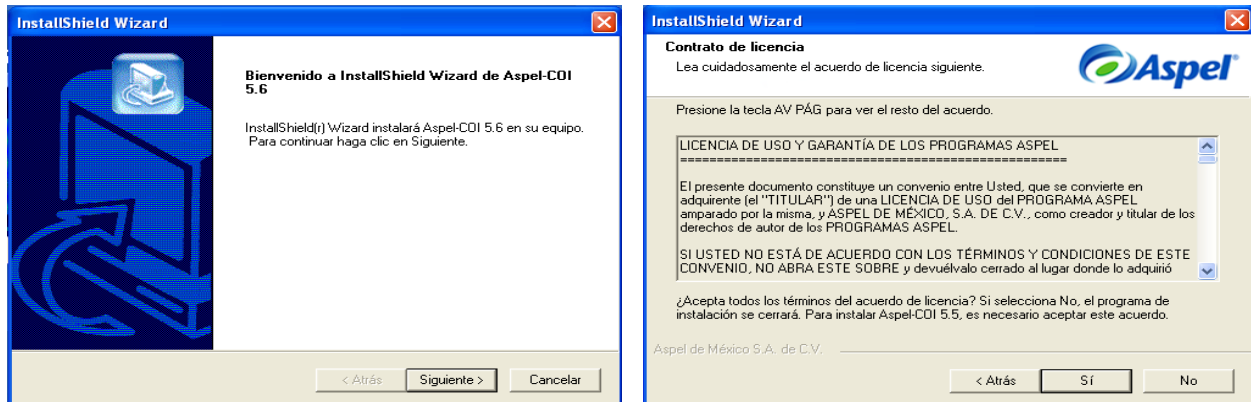 InstallShield Wizard
Bienvenido a InstallShield Wizard de Aspel-COI
5.6
InstallShield(r) Wizard instalará Aspel-COI 5.6 en su equipo.
Para continuar haga clic en Siguiente.
< Atrás
Siguiente >
Cancelar
InstallShield Wizard
Contrato de licencia
Lea cuidadosamente el acuerdo de licencia siguiente.
Aspel
Presione la tecla AV PÁG para ver el resto del acuerdo.
LICENCIA DE USO Y GARANTÍA DE LOS PROGRAMAS ASPEL
====================================================
El presente documento constituye un convenio entre Usted, que se convierte en
adquirente (el "TITULAR") de una LICENCIA DE USO del PROGRAMA ASPEL
amparado por la misma, y ASPEL DE MÉXICO, S.A. DE C.V., como creador y titular de los
derechos de autor de los PROGRAMAS ASPEL.
SI USTED NO ESTÁ DE ACUERDO CON LOS TÉRMINOS Y CONDICIONES DE ESTE
CONVENIO, NO ABRA ESTE SOBRE y devuélvalo cerrado al lugar donde lo adquirió
¿Acepta todos los términos del acuerdo de licencia? Si selecciona No, el programa de
instalación se cerrará. Para instalar Aspel-COI 5.5, es necesario aceptar este acuerdo.
Aspel de México S.A. de C.V.
< Atrás
Sí
No